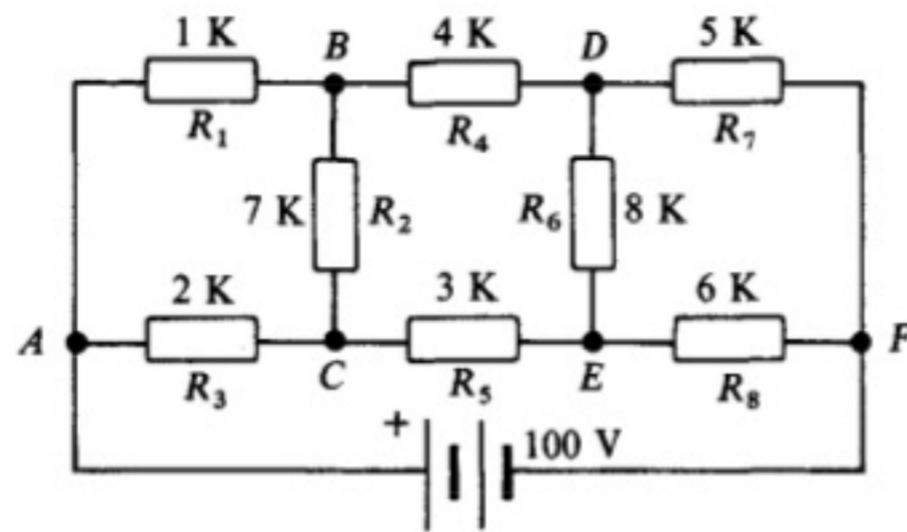 1 K B 4 K D 5 K
R₁ R₄ R₇
7 K R₂ R₆ 8 K
2 K 3 K 6 K
A F
R₃ C R₅ E R₈
+ 100 V